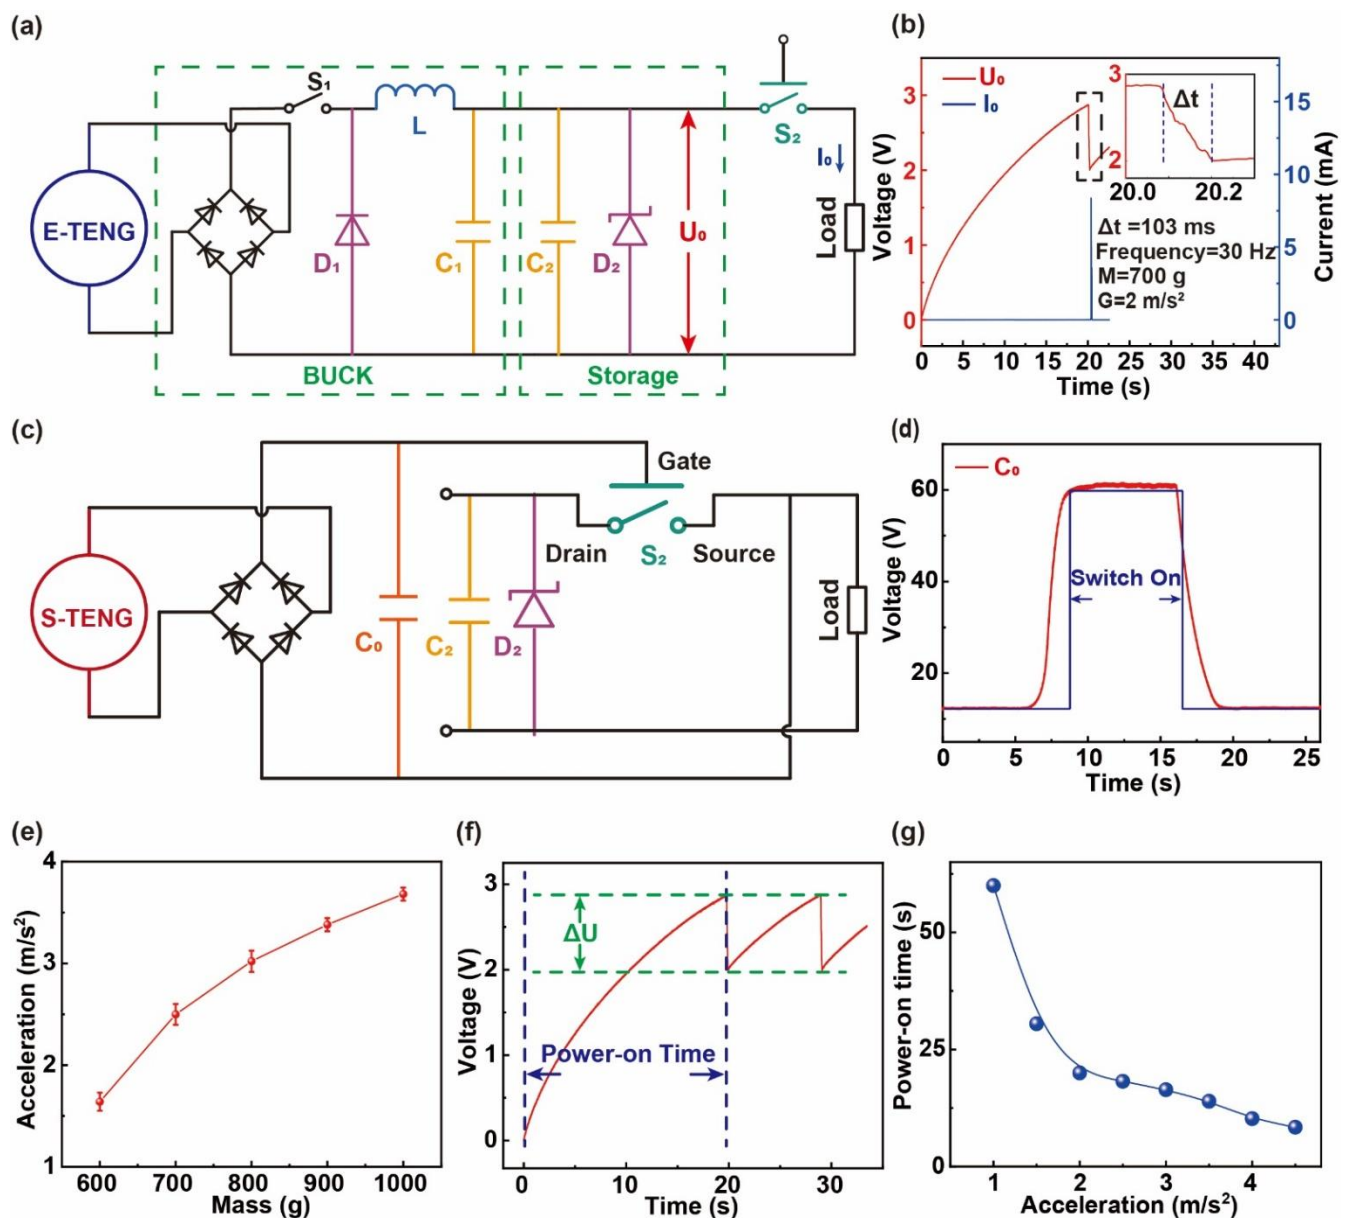 (a)
S₁
L
S₂
I₀
E-TENG
D₁
C₁
C₂
D₂
U₀
Load
BUCK
Storage
(b)
U₀
I₀
3
Δt
2
20.0
20.2
Δt =103 ms
Frequency=30 Hz
M=700 g
G=2 m/s²
Voltage (V)
3
2
1
0
Current (mA)
15
10
5
0
0 5 10 15 20 25 30 35 40
Time (s)
(c)
Gate
Drain
S₂
Source
S-TENG
C₀
C₂
D₂
Load
(d)
C₀
Voltage (V)
60
40
20
Switch On
0 5 10 15 20 25
Time (s)
(e)
Acceleration (m/s²)
4
3
2
1
600 700 800 900 1000
Mass (g)
(f)
Voltage (V)
3
2
1
0
ΔU
Power-on Time
0 10 20 30
Time (s)
(g)
Power-on time (s)
50
25
0
1 2 3 4
Acceleration (m/s²)